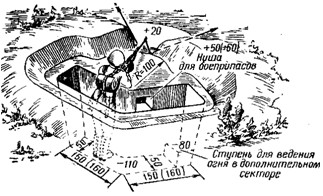 +20
+50(+60)
Ниша
для боеприпасов
R=100
50
150 (160)
-110
50
150 (160)
-80
Ступень для ведения
огня в дополнительном
секторе